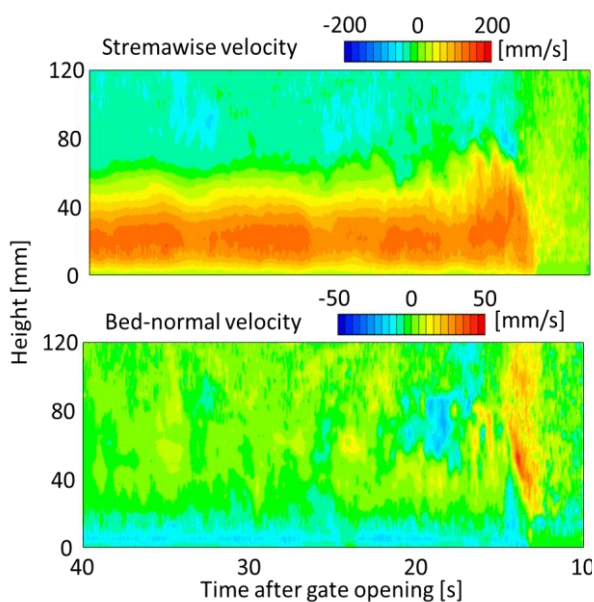 -200 0 200
Stremawise velocity [mm/s]
120
80
40
0
Height [mm]
-50 0 50
Bed-normal velocity [mm/s]
120
80
40
0
40 30 20 10
Time after gate opening [s]